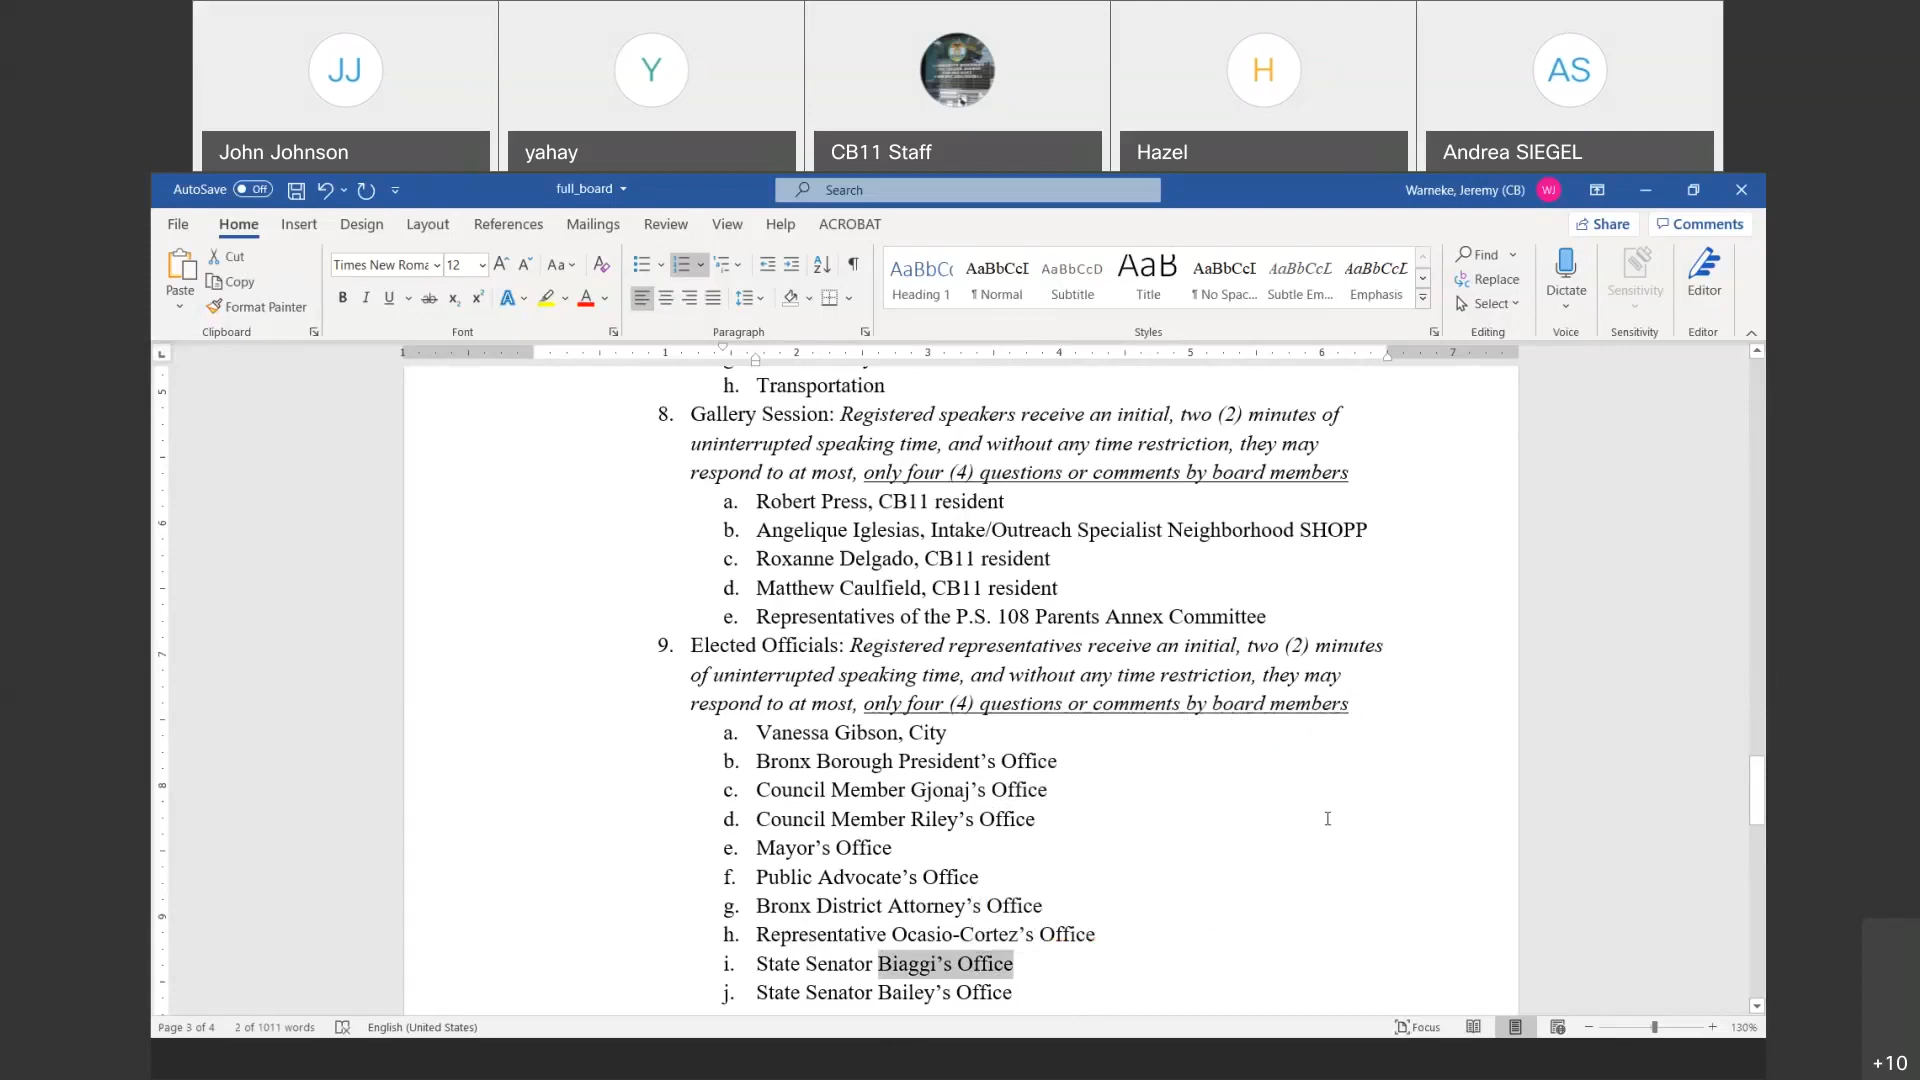 JJ
Y
H
AS
John Johnson
yahay
CB11 Staff
Hazel
Andrea SIEGEL
AutoSave Off
full_board
Search
Warneke, Jeremy (CB) WJ
File Home Insert Design Layout References Mailings Review View Help ACROBAT
Share Comments
Paste
Cut
Copy
Format Painter
Clipboard
Times New Roma 12
Font
Paragraph
AaBbCc AaBbCcI AaBbCcD AaB AaBbCcI AaBbCcL AaBbCcL
Heading 1 ¶ Normal Subtitle Title ¶ No Spac... Subtle Em... Emphasis
Styles
Find
Replace
Select
Editing
Dictate
Voice
Sensitivity
Sensitivity
Editor
Editor
1 1 2 3 4 5 6 7
h. Transportation
8. Gallery Session: Registered speakers receive an initial, two (2) minutes of
uninterrupted speaking time, and without any time restriction, they may
respond to at most, only four (4) questions or comments by board members
a. Robert Press, CB11 resident
b. Angelique Iglesias, Intake/Outreach Specialist Neighborhood SHOPP
c. Roxanne Delgado, CB11 resident
d. Matthew Caulfield, CB11 resident
e. Representatives of the P.S. 108 Parents Annex Committee
9. Elected Officials: Registered representatives receive an initial, two (2) minutes
of uninterrupted speaking time, and without any time restriction, they may
respond to at most, only four (4) questions or comments by board members
a. Vanessa Gibson, City
b. Bronx Borough President’s Office
c. Council Member Gjonaj’s Office
d. Council Member Riley’s Office
e. Mayor’s Office
f. Public Advocate’s Office
g. Bronx District Attorney’s Office
h. Representative Ocasio-Cortez’s Office
i. State Senator Biaggi’s Office
j. State Senator Bailey’s Office
Page 3 of 4 2 of 1011 words English (United States)
Focus 130%
+10